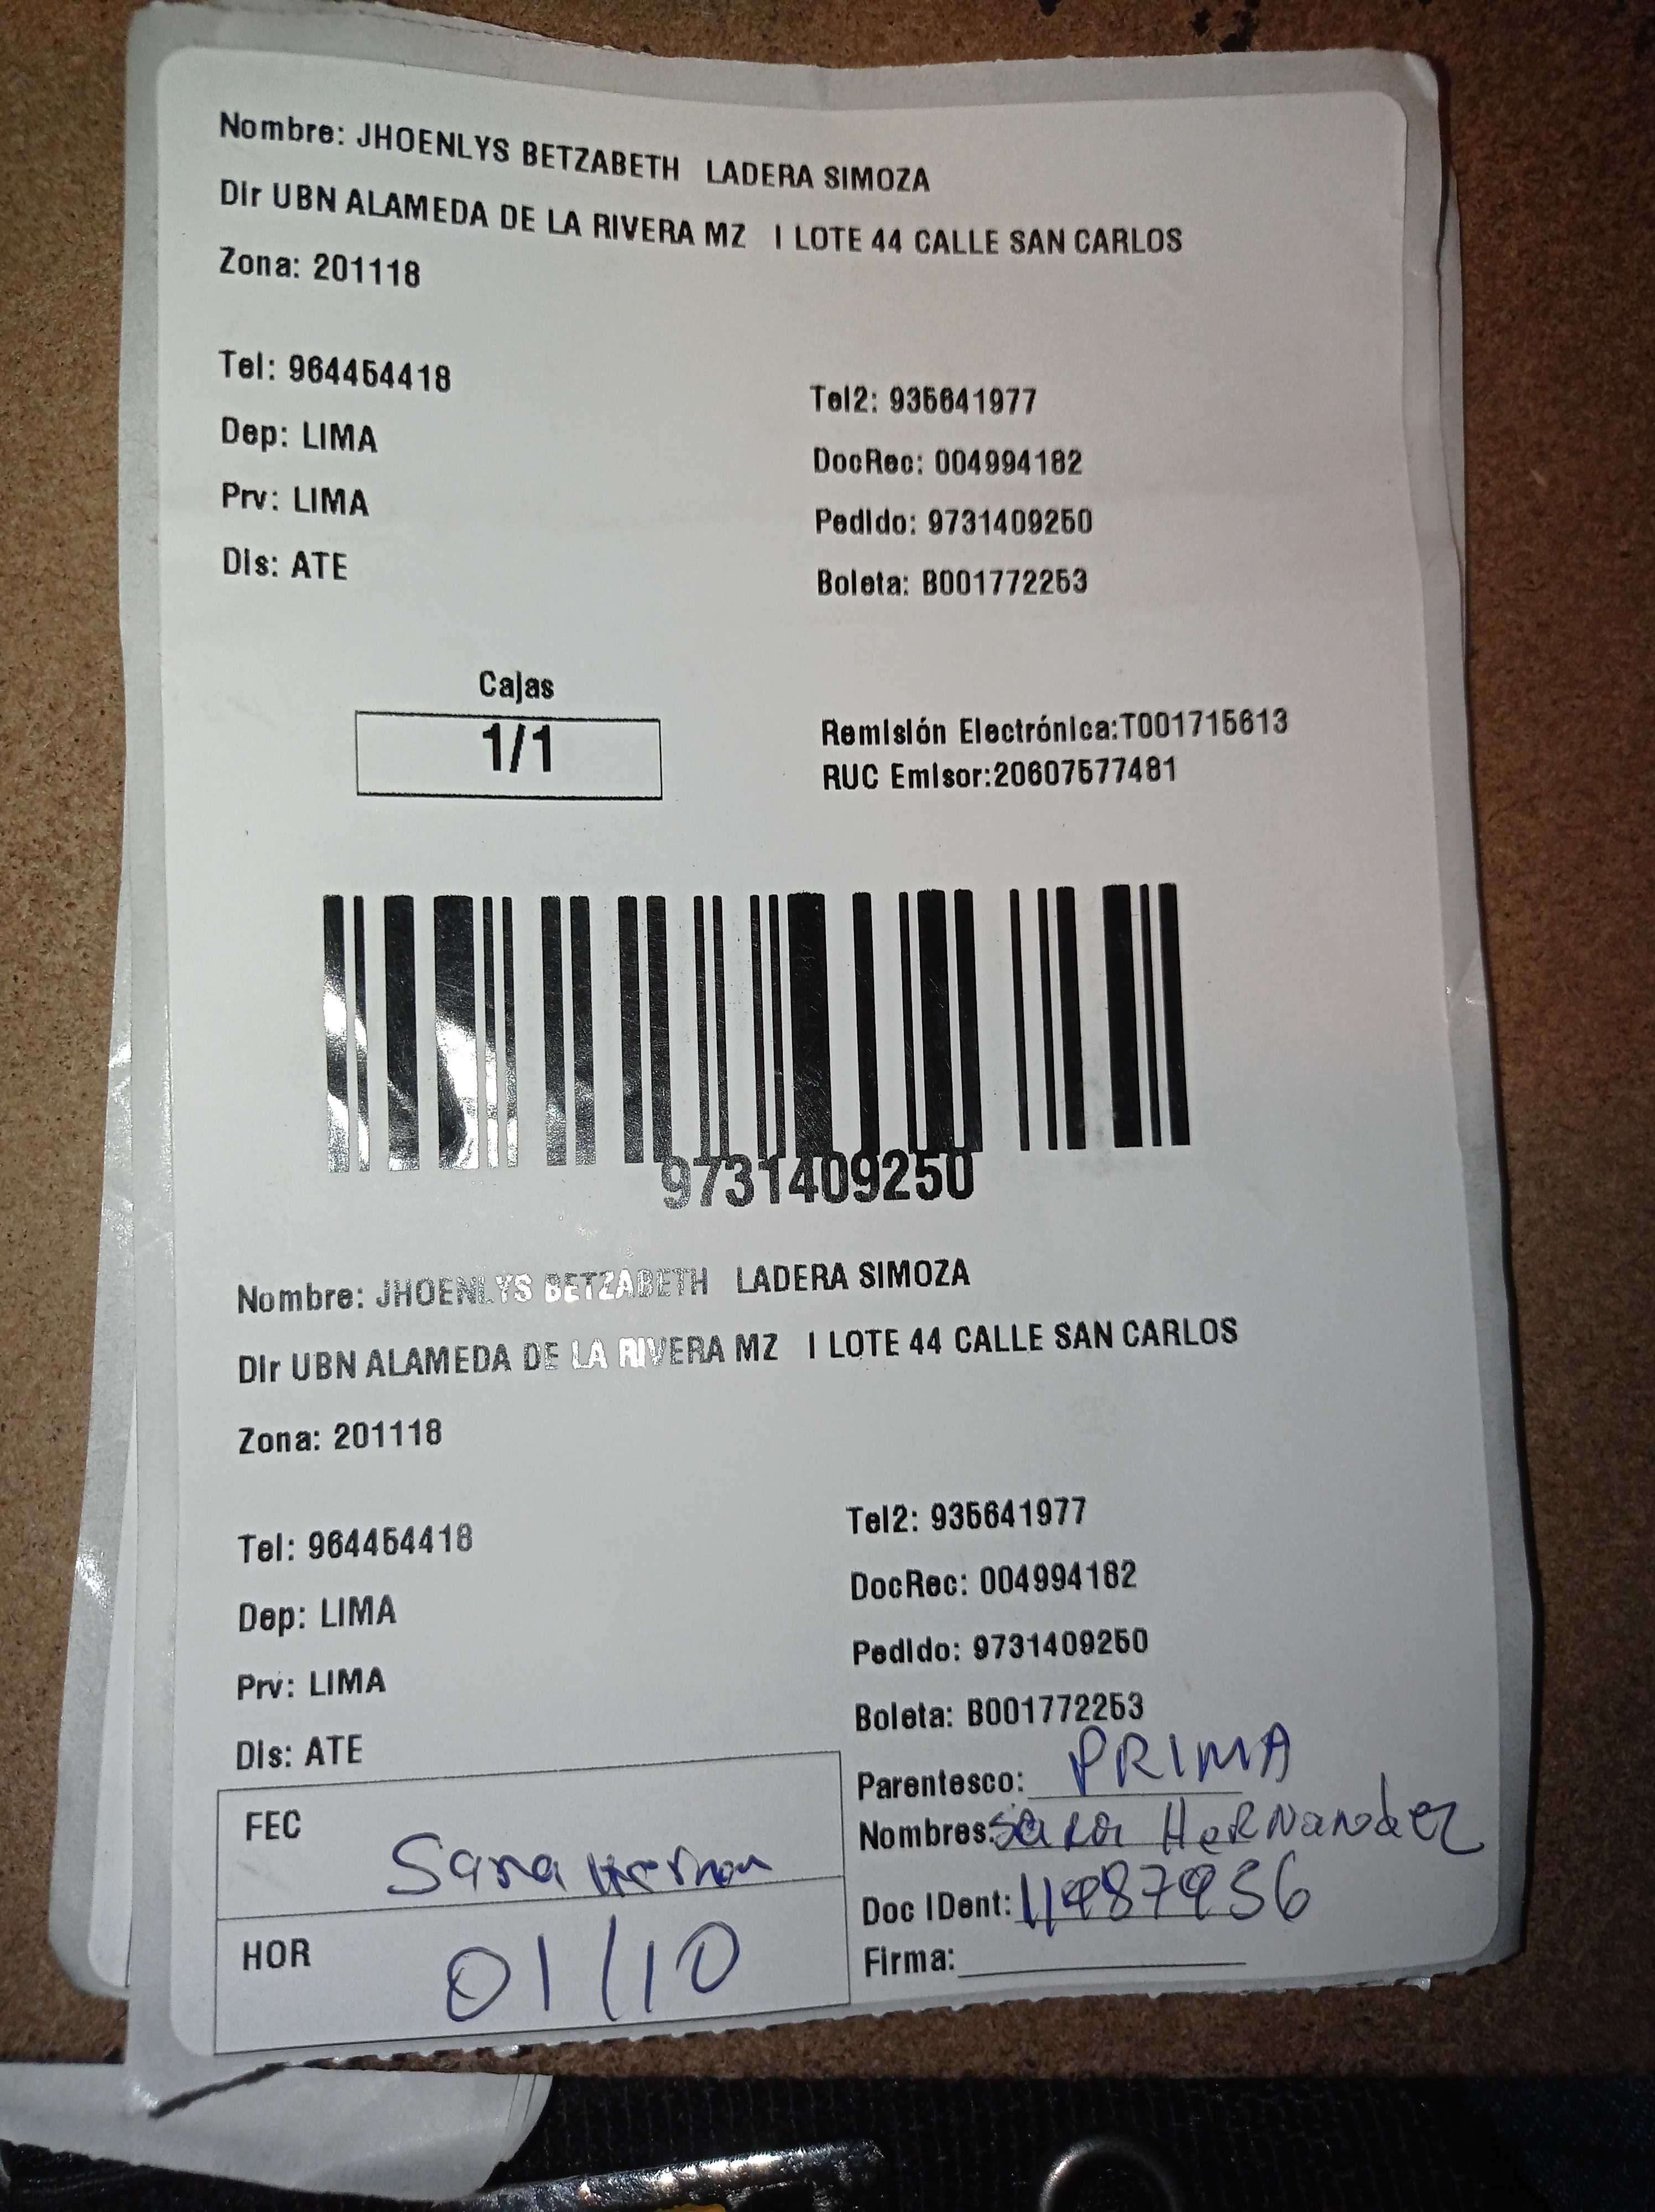 Nombre: JHOENLYS BETZABETH LADERA SIMOZA
Dir UBN ALAMEDA DE LA RIVERA MZ I LOTE 44 CALLE SAN CARLOS
Zona: 201118
Tel: 964454418
Tel2: 935641977
Dep: LIMA
DocRec: 004994182
Prv: LIMA
Pedido: 9731409250
Dis: ATE
Boleta: B001772253
Cajas
1/1
Remisión Electrónica:T001715613
RUC Emisor:20607577481
9731409250
Nombre: JHOENLYS BETZABETH LADERA SIMOZA
Dir UBN ALAMEDA DE LA RIVERA MZ I LOTE 44 CALLE SAN CARLOS
Zona: 201118
Tel: 964454418
Tel2: 935641977
Dep: LIMA
DocRec: 004994182
Prv: LIMA
Pedido: 9731409250
Dis: ATE
Boleta: B001772253
Parentesco: PRIMA
FEC
Nombres: Sara HeRNandez
Sara Hernan
Doc IDent:
HOR 01/10
Firma: